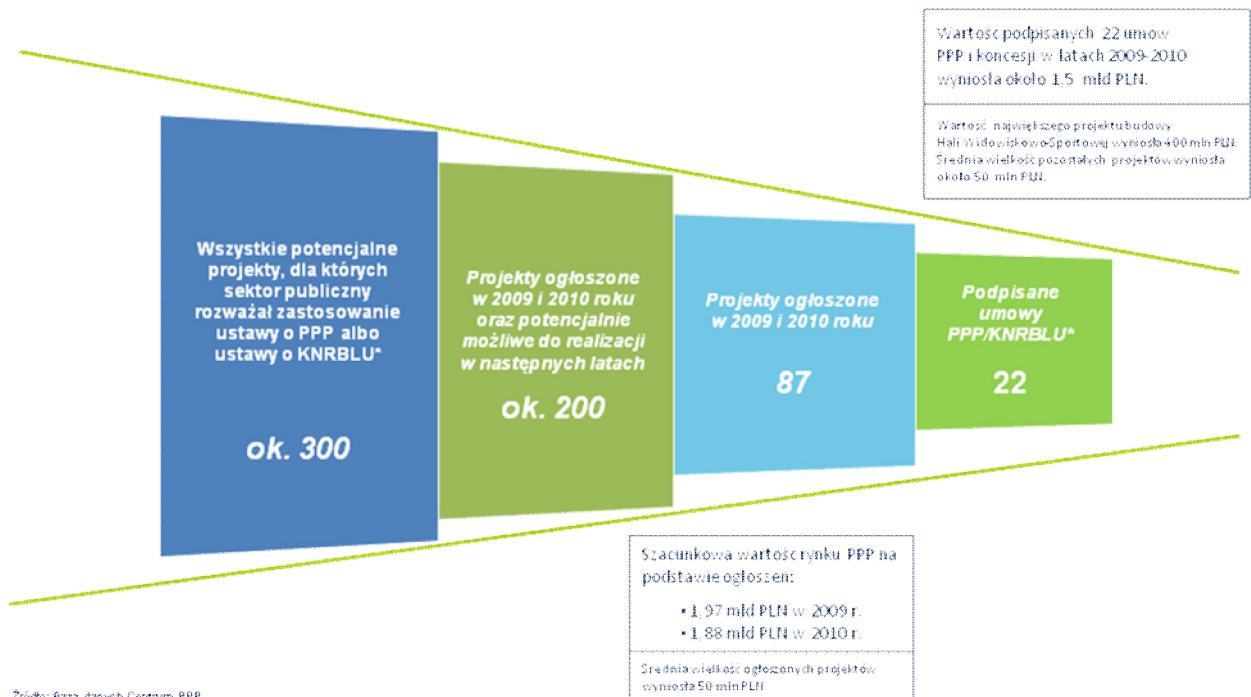 Wartość podpisanych 22 umów
PPP i koncesji w latach 2009-2010
wyniosła około 1,5 mld PLN.
Wartość największego projektu budowy
Hali Widowiskowo-Sportowej wyniosła 400 mln PLN.
Średnia wielkość pozostałych projektów wyniosła
około 50 mln PLN.
Wszystkie potencjalne
projekty, dla których
sektor publiczny
rozważał zastosowanie
ustawy o PPP albo
ustawy o KNRBLU*
ok. 300
Projekty ogłoszone
w 2009 i 2010 roku
oraz potencjalnie
możliwe do realizacji
w następnych latach
ok. 200
Projekty ogłoszone
w 2009 i 2010 roku
87
Podpisane
umowy
PPP/KNRBLU*
22
Szacunkowa wartość rynku PPP na
podstawie ogłoszeń:
• 1,97 mld PLN w 2009 r.
• 1,88 mld PLN w 2010 r.
Średnia wielkość ogłoszonych projektów
wyniosła 50 mln PLN
Źródło: Baza danych Centrum PPP